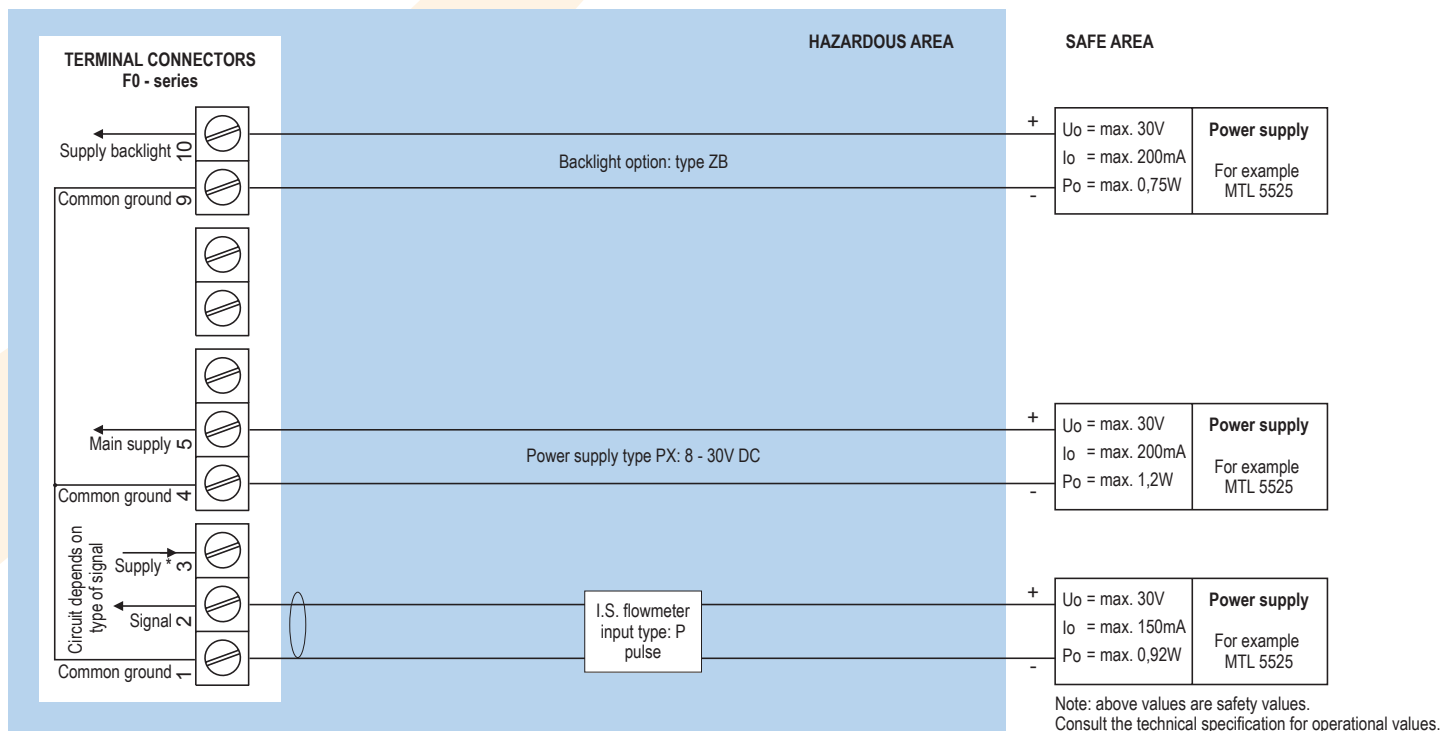 HAZARDOUS AREA
SAFE AREA
TERMINAL CONNECTORS
F0 - series
Supply backlight 10
Common ground 9
Backlight option: type ZB
+
-
Uo = max. 30V
Io = max. 200mA
Po = max. 0,75W
Power supply
For example
MTL 5525
Main supply 5
Common ground 4
Power supply type PX: 8 - 30V DC
+
-
Uo = max. 30V
Io = max. 200mA
Po = max. 1,2W
Power supply
For example
MTL 5525
Circuit depends on
type of signal
Supply * 3
Signal 2
Common ground 1
I.S. flowmeter
input type: P
pulse
+
-
Uo = max. 30V
Io = max. 150mA
Po = max. 0,92W
Power supply
For example
MTL 5525
Note: above values are safety values.
Consult the technical specification for operational values.